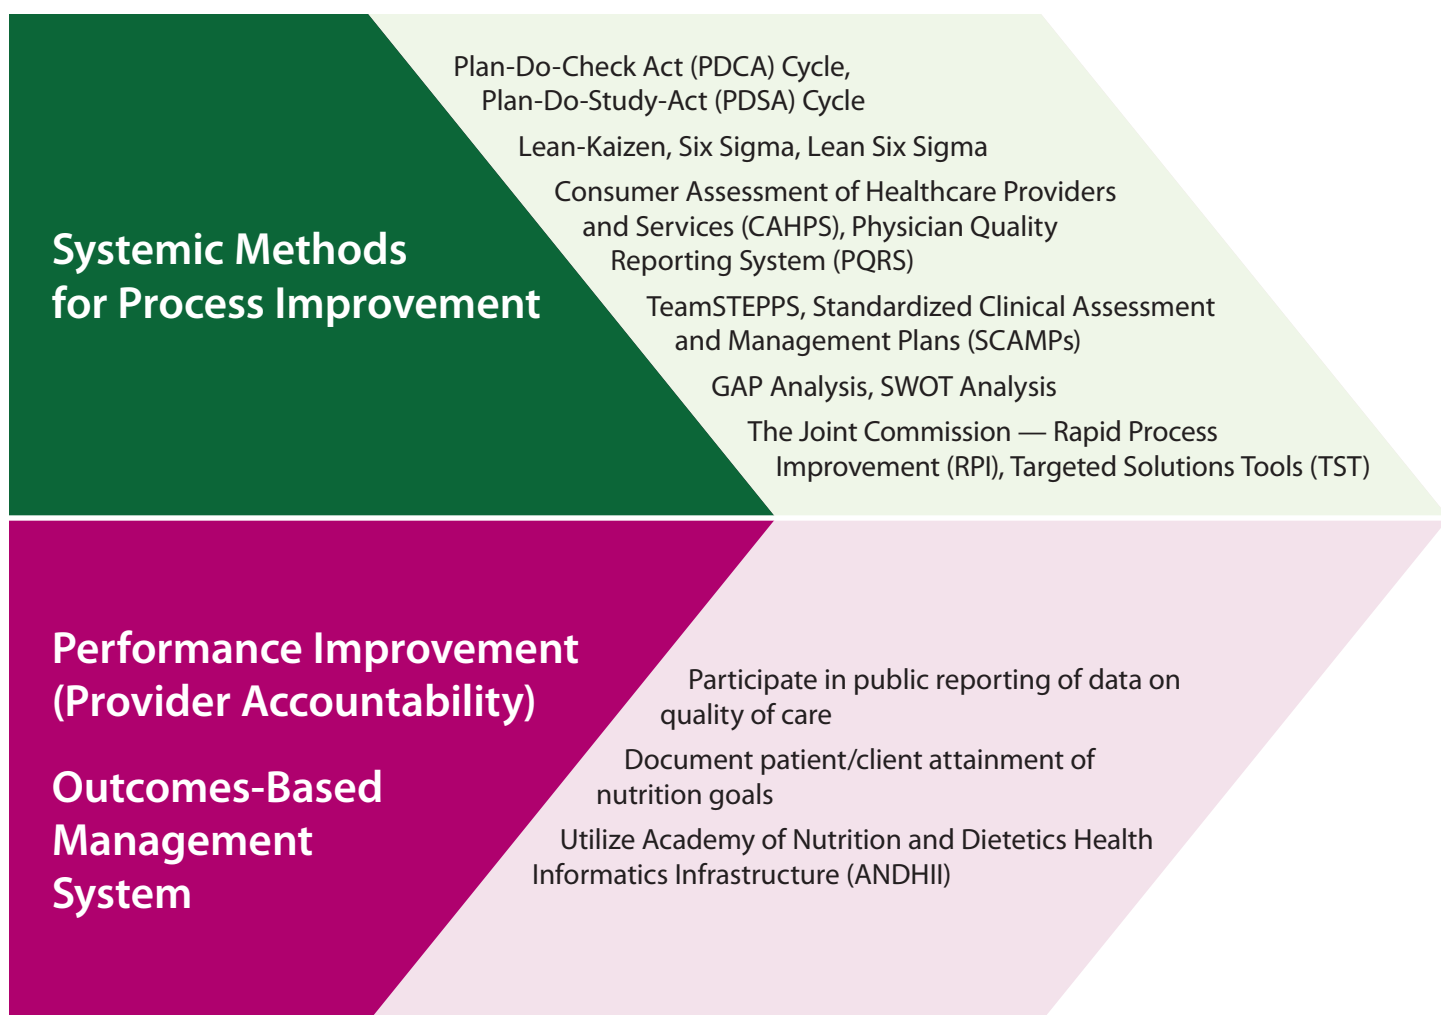 Systemic Methods
for Process Improvement
Plan-Do-Check Act (PDCA) Cycle,
Plan-Do-Study-Act (PDSA) Cycle
Lean-Kaizen, Six Sigma, Lean Six Sigma
Consumer Assessment of Healthcare Providers
and Services (CAHPS), Physician Quality
Reporting System (PQRS)
TeamSTEPPS, Standardized Clinical Assessment
and Management Plans (SCAMPs)
GAP Analysis, SWOT Analysis
The Joint Commission — Rapid Process
Improvement (RPI), Targeted Solutions Tools (TST)
Performance Improvement
(Provider Accountability)
Outcomes-Based
Management
System
Participate in public reporting of data on
quality of care
Document patient/client attainment of
nutrition goals
Utilize Academy of Nutrition and Dietetics Health
Informatics Infrastructure (ANDHII)